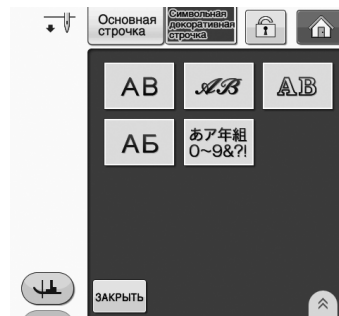 Основная
строчка
Символьная
декоративная
строчка
AB
AB
AB
АБ
あア年組
0~9&?!
ЗАКРЫТЬ